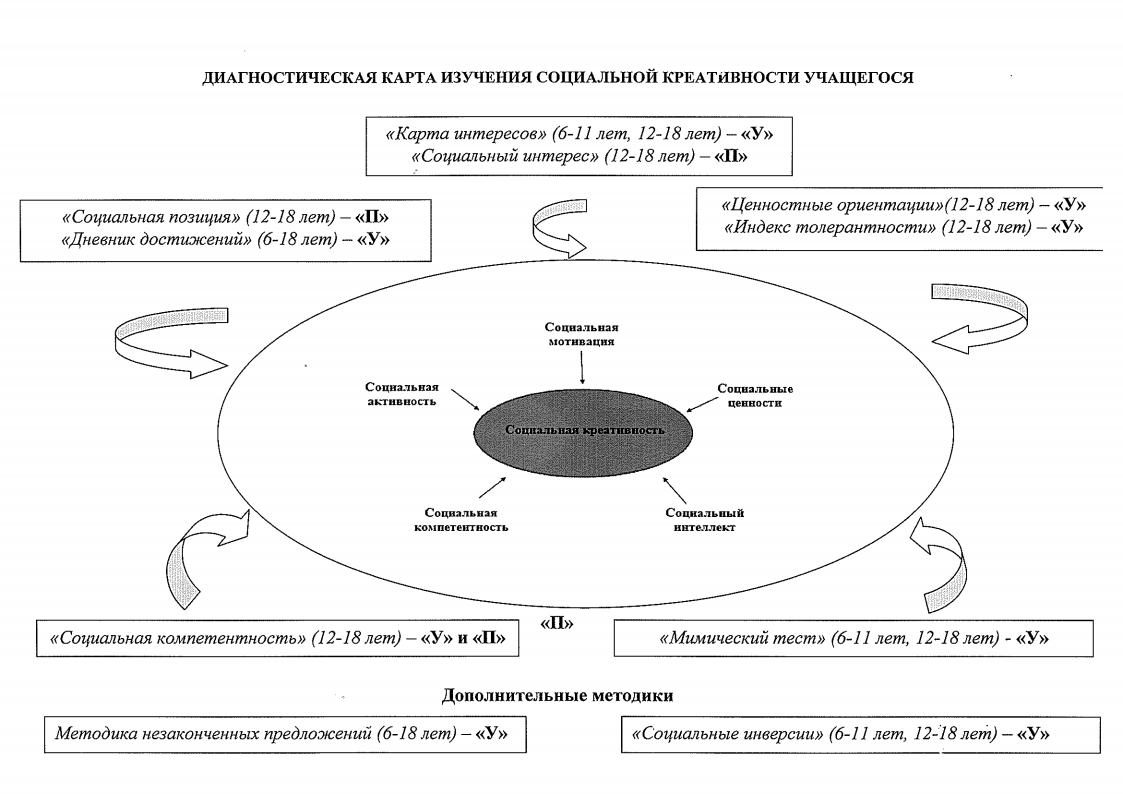 ДИАГНОСТИЧЕСКАЯ КАРТА ИЗУЧЕНИЯ СОЦИАЛЬНОЙ КРЕАТИВНОСТИ УЧАЩЕГОСЯ
«Карта интересов» (6-11 лет, 12-18 лет) – «У»
«Социальный интерес» (12-18 лет) – «П»
«Социальная позиция» (12-18 лет) – «П»
«Дневник достижений» (6-18 лет) – «У»
«Ценностные ориентации»(12-18 лет) – «У»
«Индекс толерантности» (12-18 лет) – «У»
Социальная
мотивация
Социальная
активность
Социальные
ценности
Социальная креативность
Социальная
компетентность
Социальный
интеллект
«П»
«Социальная компетентность» (12-18 лет) – «У» и «П»
«Мимический тест» (6-11 лет, 12-18 лет) - «У»
Дополнительные методики
Методика незаконченных предложений (6-18 лет) – «У»
«Социальные инверсии» (6-11 лет, 12-18 лет) – «У»